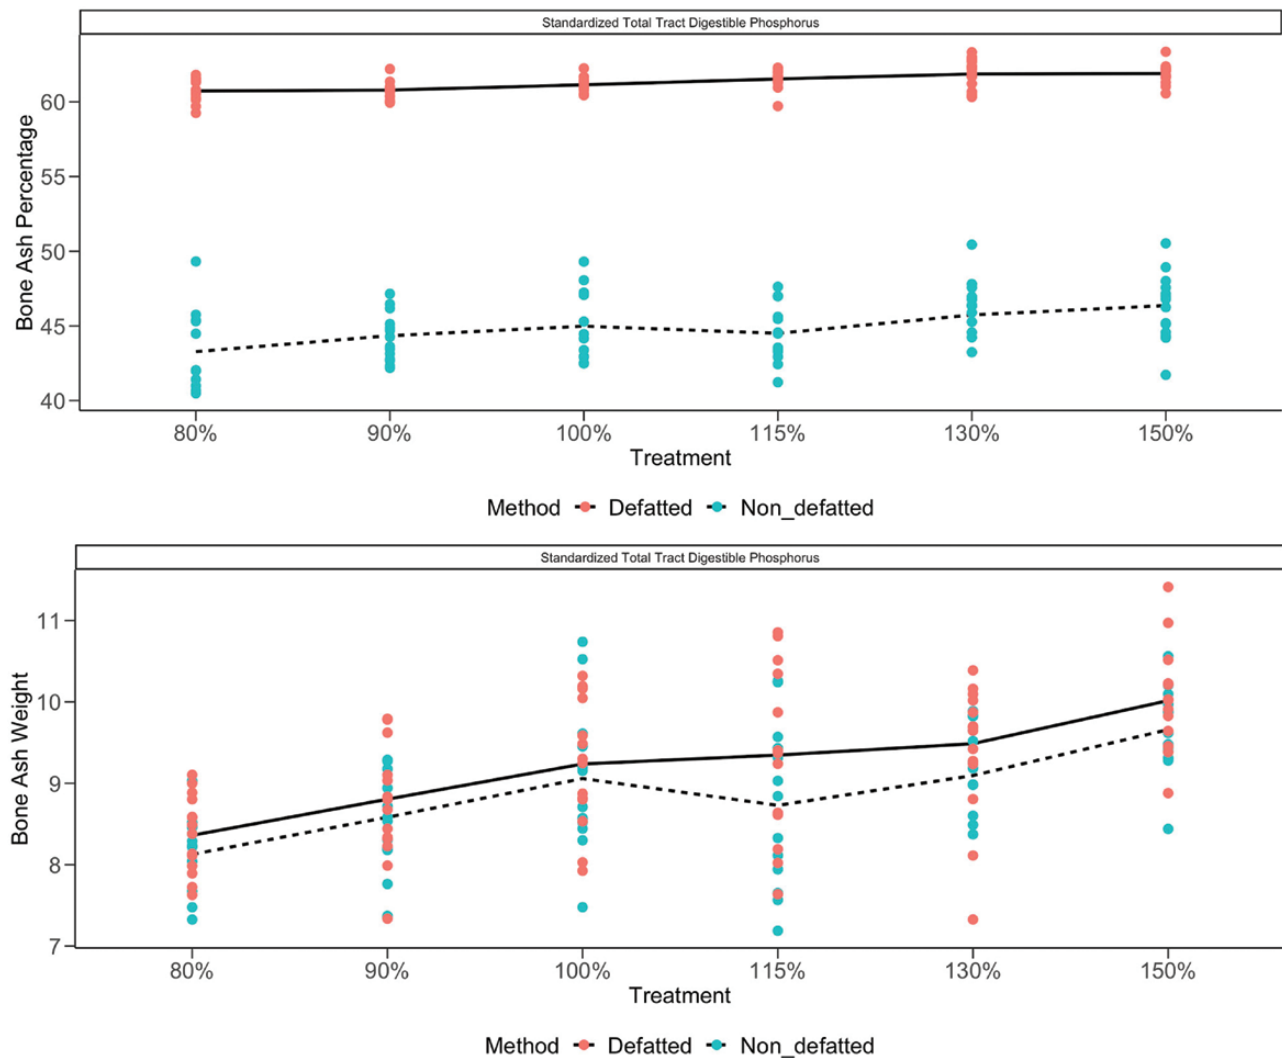 Standardized Total Tract Digestible Phosphorus
Bone Ash Percentage
60
55
50
45
40
80% 90% 100% 115% 130% 150%
Treatment
Method Defatted Non_defatted
Standardized Total Tract Digestible Phosphorus
Bone Ash Weight
11
10
9
8
7
80% 90% 100% 115% 130% 150%
Treatment
Method Defatted Non_defatted